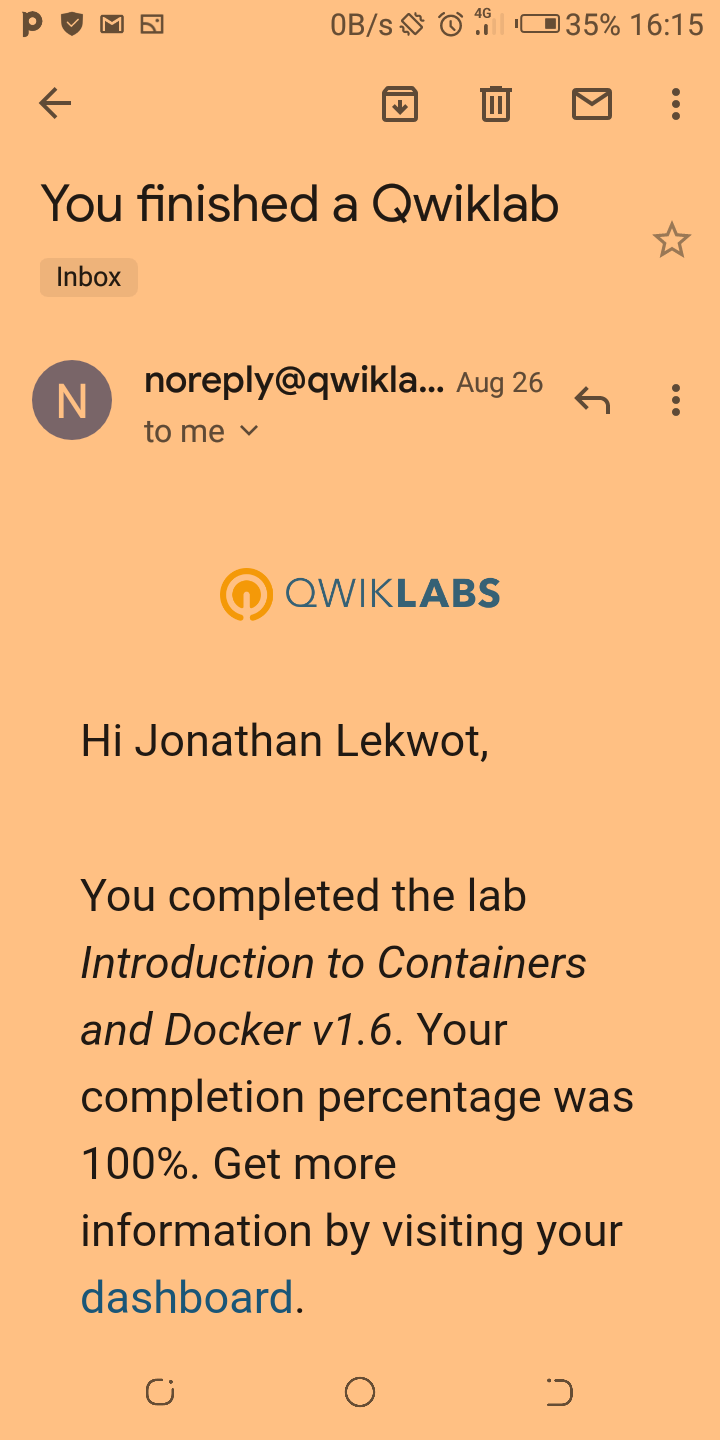 0B/s 4G 35% 16:15
You finished a Qwiklab
Inbox
N
noreply@qwikla... Aug 26
to me
QWIKLABS
Hi Jonathan Lekwot,
You completed the lab
Introduction to Containers
and Docker v1.6. Your
completion percentage was
100%. Get more
information by visiting your
dashboard.